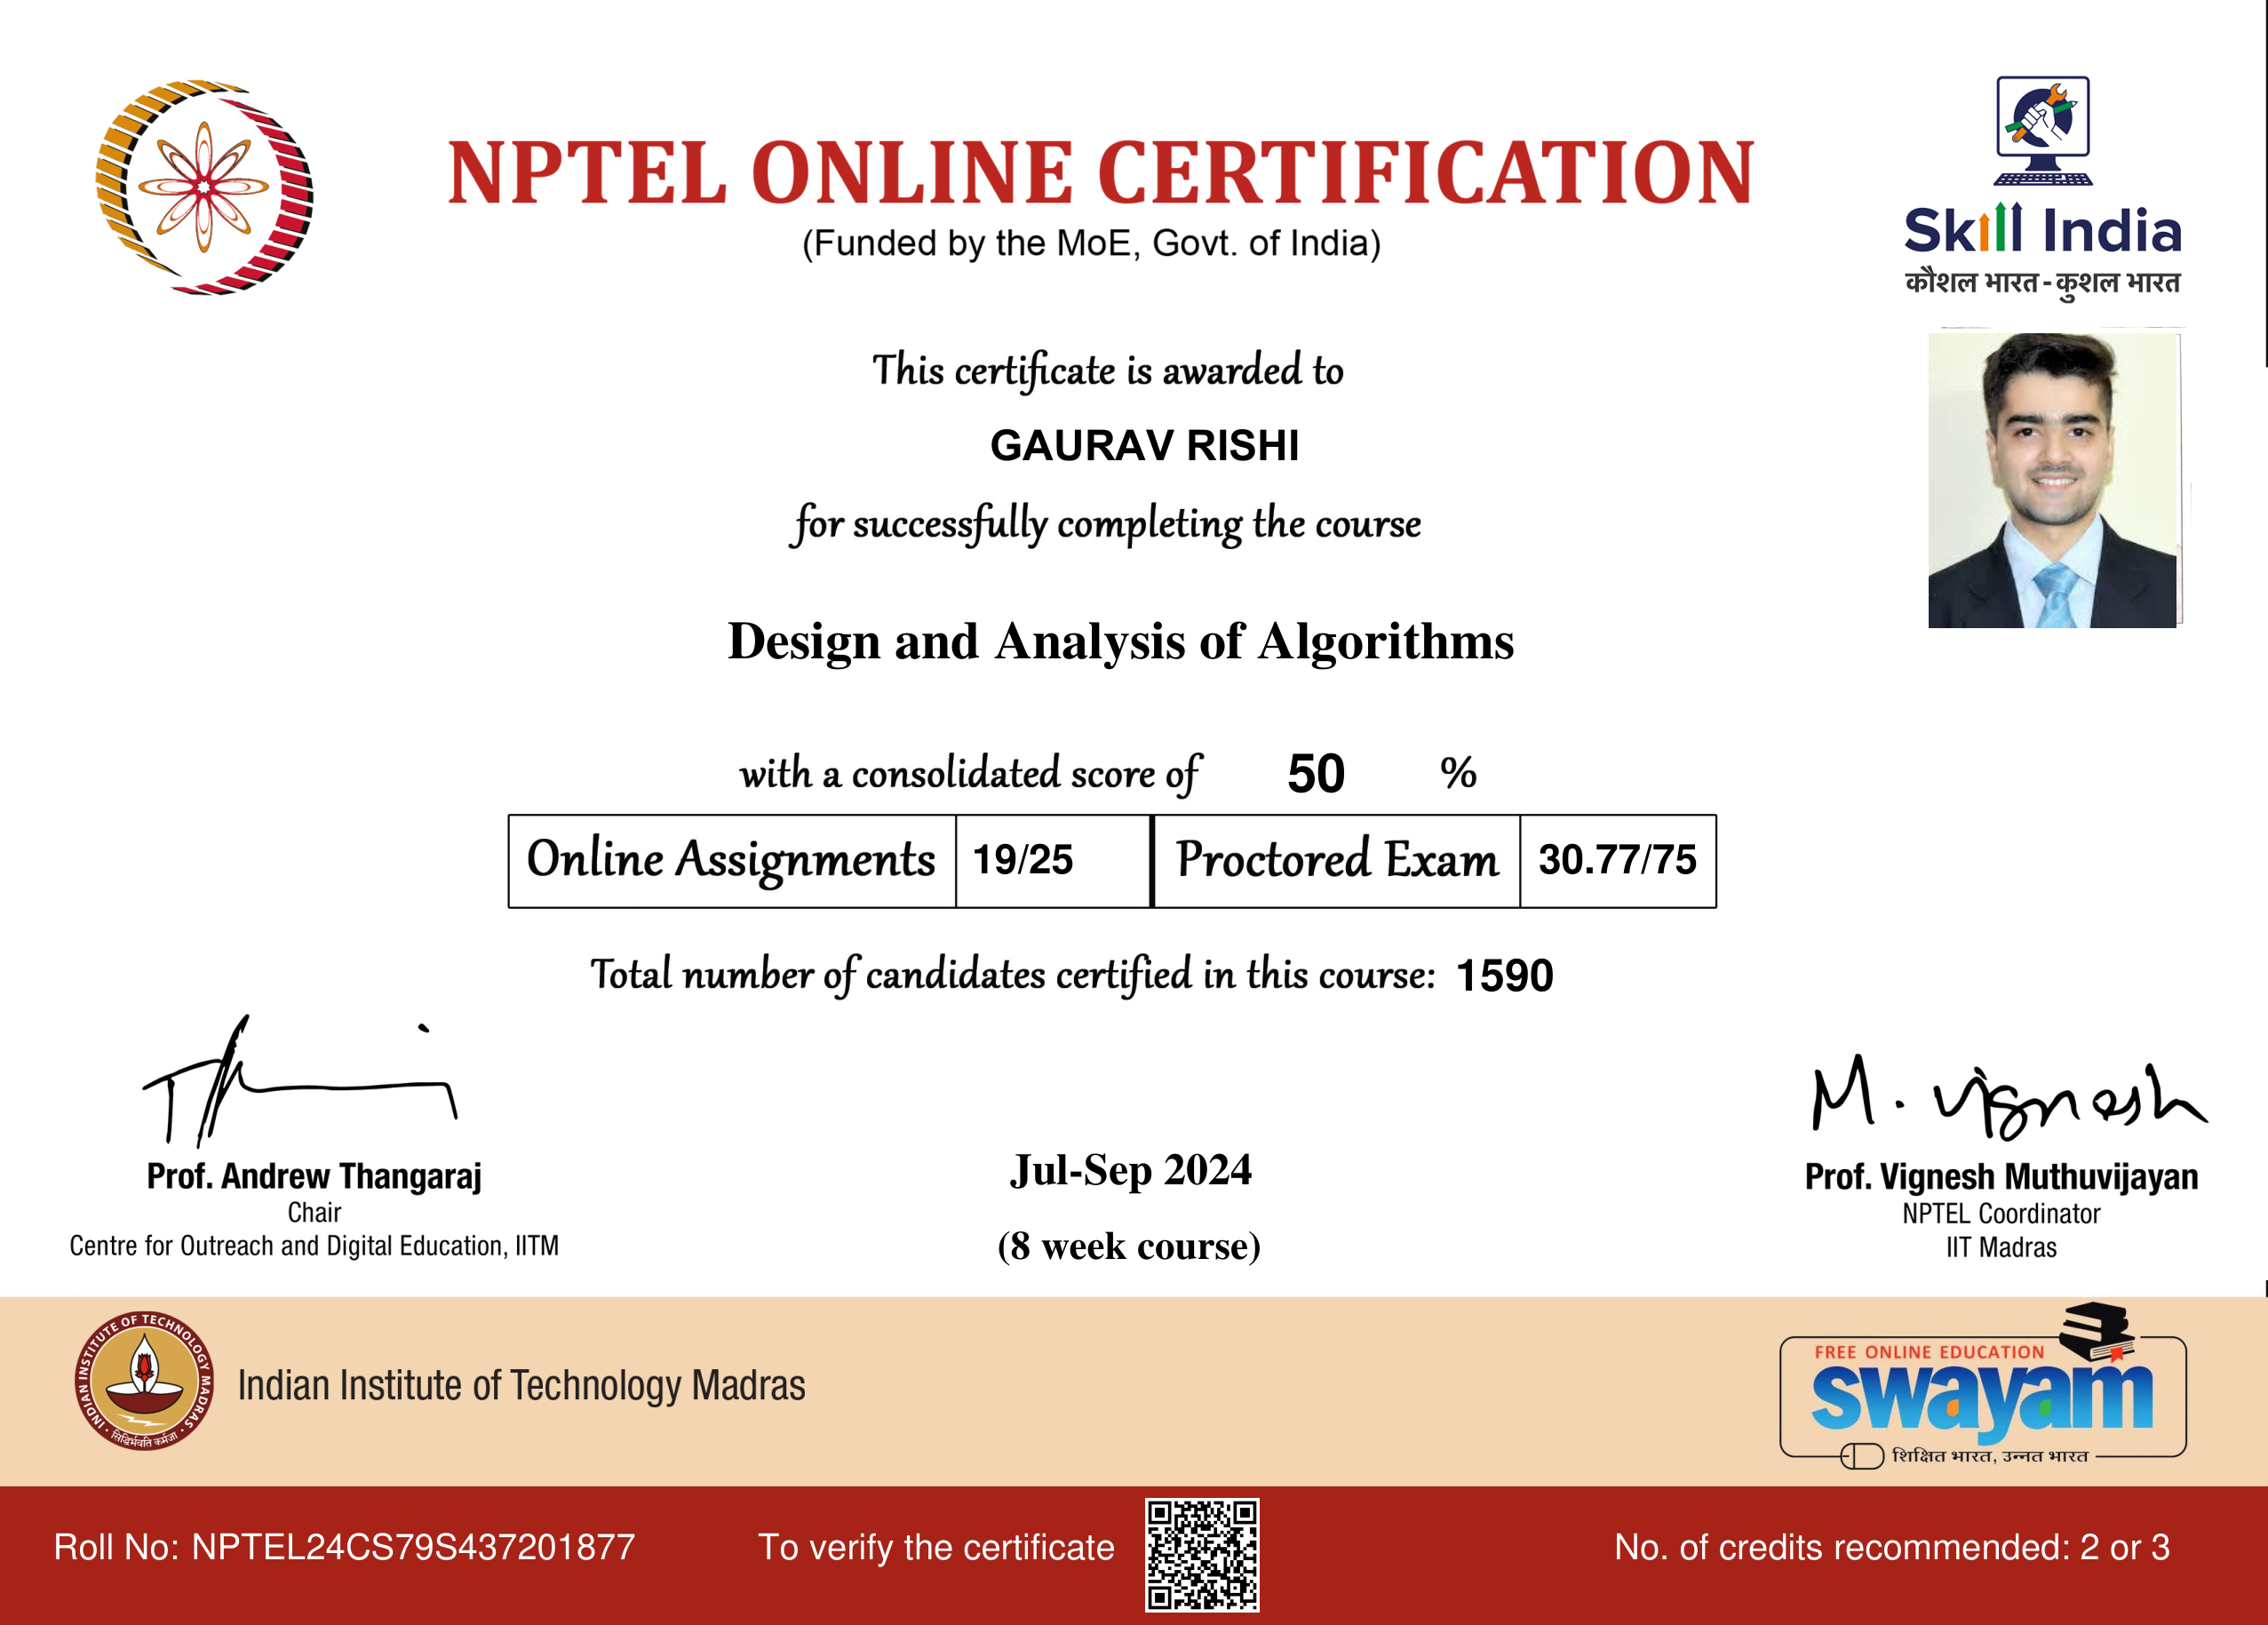 NPTEL ONLINE CERTIFICATION
(Funded by the MoE, Govt. of India)
Skill India
कौशल भारत - कुशल भारत
This certificate is awarded to
GAURAV RISHI
for successfully completing the course
Design and Analysis of Algorithms
with a consolidated score of 50 %
Online Assignments 19/25 Proctored Exam 30.77/75
Total number of candidates certified in this course: 1590
M. Vignesh
Prof. Andrew Thangaraj
Chair
Centre for Outreach and Digital Education, IITM
Jul-Sep 2024
(8 week course)
Prof. Vignesh Muthuvijayan
NPTEL Coordinator
IIT Madras
INDIAN INSTITUTE OF TECHNOLOGY MADRAS
सिद्धिर्भवति कर्मजा
Indian Institute of Technology Madras
FREE ONLINE EDUCATION
swayam
शिक्षित भारत, उन्नत भारत
Roll No: NPTEL24CS79S437201877
To verify the certificate
No. of credits recommended: 2 or 3